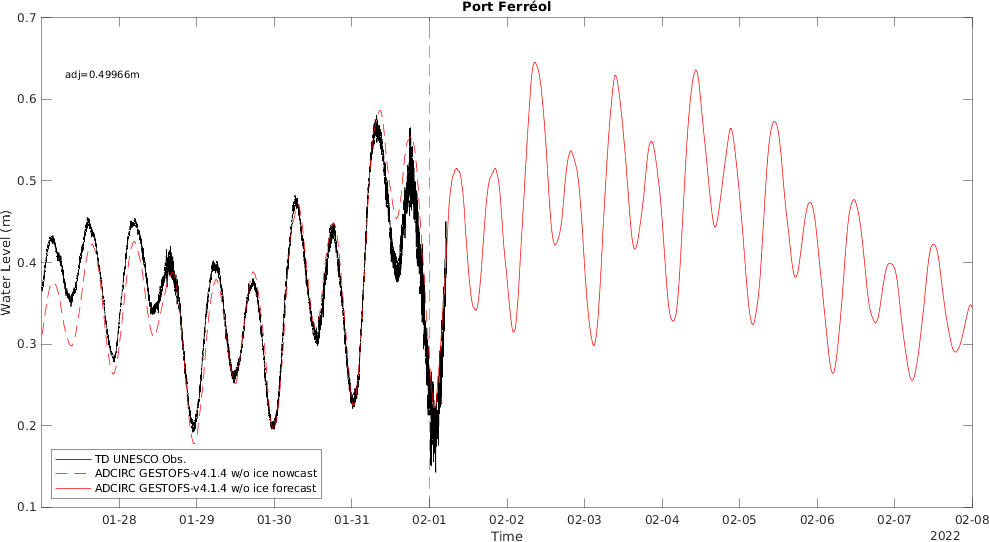 Port Ferréol
0.7
adj=0.49966m
0.6
0.5
0.4
0.3
0.2
0.1
Water Level (m)
TD UNESCO Obs.
ADCIRC GESTOFS-v4.1.4 w/o ice nowcast
ADCIRC GESTOFS-v4.1.4 w/o ice forecast
01-28 01-29 01-30 01-31 02-01 02-02 02-03 02-04 02-05 02-06 02-07 02-08
Time
2022